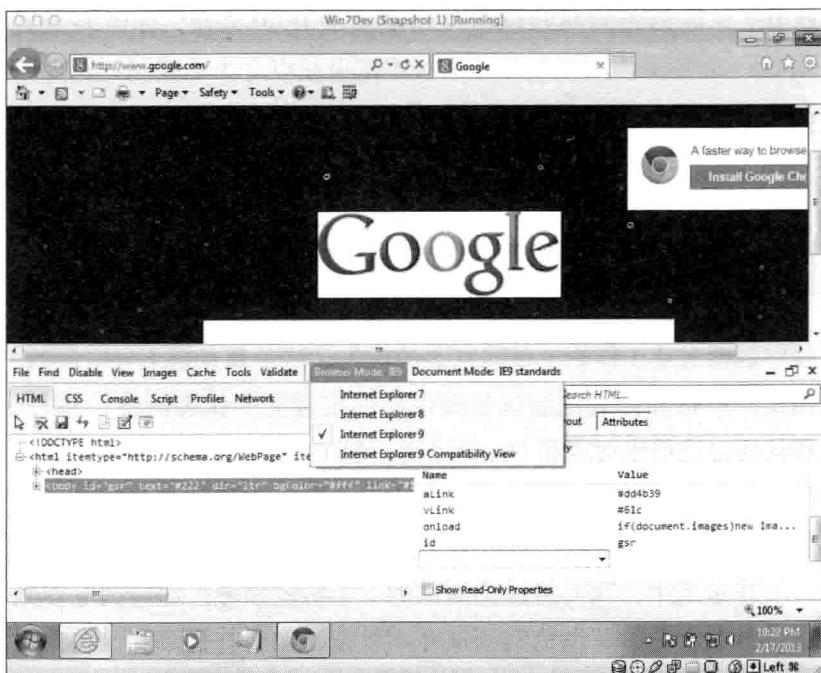 Win7Dev (Snapshot 1) [Running]
http://www.google.com/
Google
Page Safety Tools
A faster way to browse
Install Google Ch
Google
File Find Disable View Images Cache Tools Validate Browser Mode: IE9 Document Mode: IE9 standards
HTML CSS Console Script Profiler Network
Search HTML...
Internet Explorer 7
Internet Explorer 8
Internet Explorer 9
Internet Explorer 9 Compatibility View
Attributes
<!DOCTYPE html>
<html itemtype="http://schema.org/WebPage" ite
<head>
<body id="gsr" text="#222" dir="ltr" bgColor="#fff" link="#
Name Value
aLink #dd4b39
vLink #61c
onload if(document.images)new Ima...
id gsr
Show Read-Only Properties
100%
10:22 PM
2/17/2013
Left ⌘